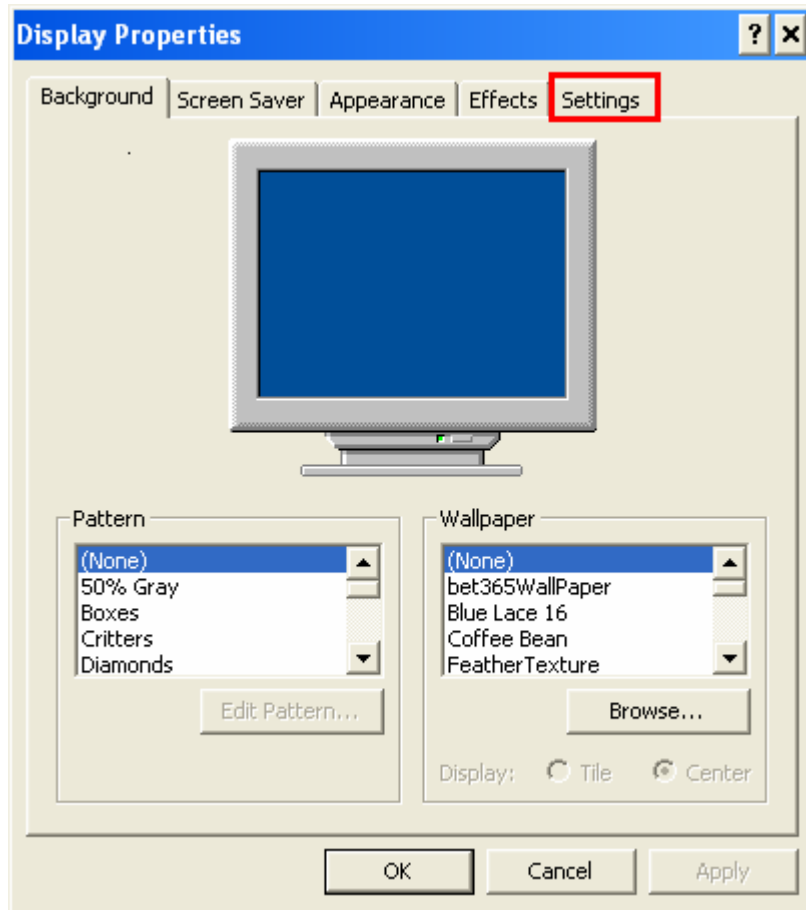 Display Properties
Background Screen Saver Appearance Effects Settings
Pattern
(None)
50% Gray
Boxes
Critters
Diamonds
Edit Pattern...
Wallpaper
(None)
bet365WallPaper
Blue Lace 16
Coffee Bean
FeatherTexture
Browse...
Display: Tile Center
OK Cancel Apply